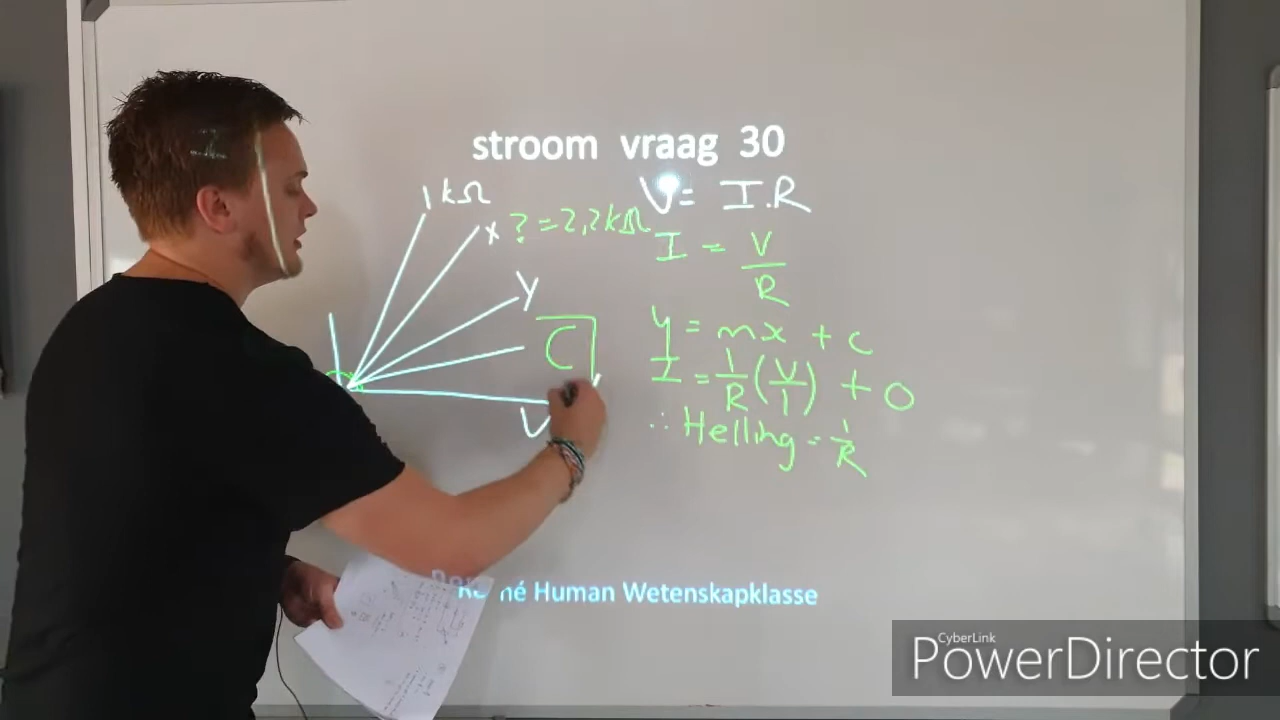 stroom vraag 30
1 kΩ
x ? = 2,2kΩ
V = I.R
I = V/R
y
C
y = mx + c
I = 1/R (V/1) + 0
∴ Helling = 1/R
V
né Human Wetenskapklasse
CyberLink
PowerDirector